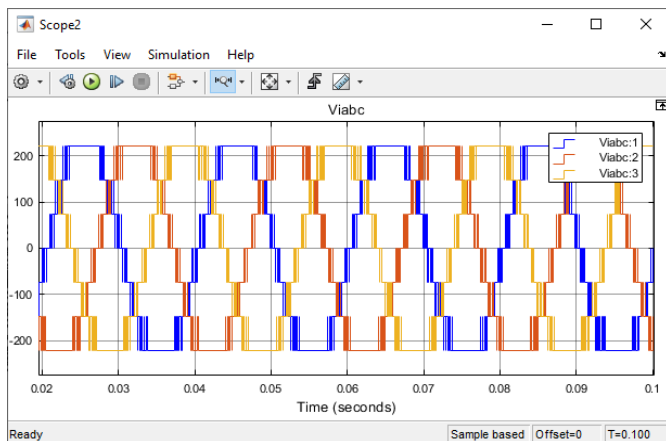 Scope2
File Tools View Simulation Help
Viabc
Viabc:1
Viabc:2
Viabc:3
200
100
0
-100
-200
0.02 0.03 0.04 0.05 0.06 0.07 0.08 0.09 0.1
Time (seconds)
Ready Sample based Offset=0 T=0.100